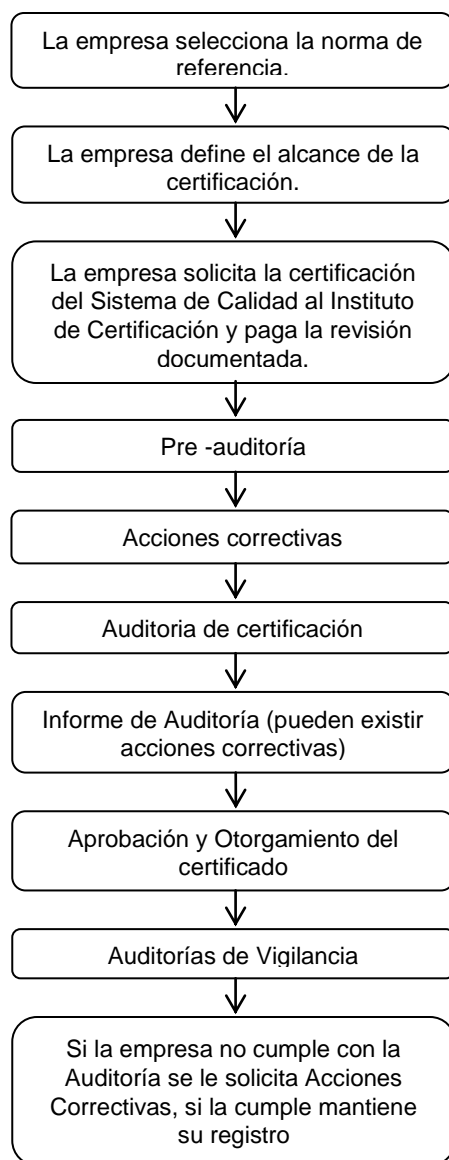 La empresa selecciona la norma de
referencia.
La empresa define el alcance de la
certificación.
La empresa solicita la certificación
del Sistema de Calidad al Instituto
de Certificación y paga la revisión
documentada.
Pre -auditoría
Acciones correctivas
Auditoria de certificación
Informe de Auditoría (pueden existir
acciones correctivas)
Aprobación y Otorgamiento del
certificado
Auditorías de Vigilancia
Si la empresa no cumple con la
Auditoría se le solicita Acciones
Correctivas, si la cumple mantiene
su registro